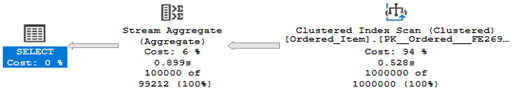 SELECT
Cost: 0 %
Stream Aggregate
(Aggregate)
Cost: 6 %
0.899s
100000 of
99212 (100%)
Clustered Index Scan (Clustered)
[Ordered_Item].[PK__Ordered___FE269…
Cost: 94 %
0.528s
1000000 of
1000000 (100%)